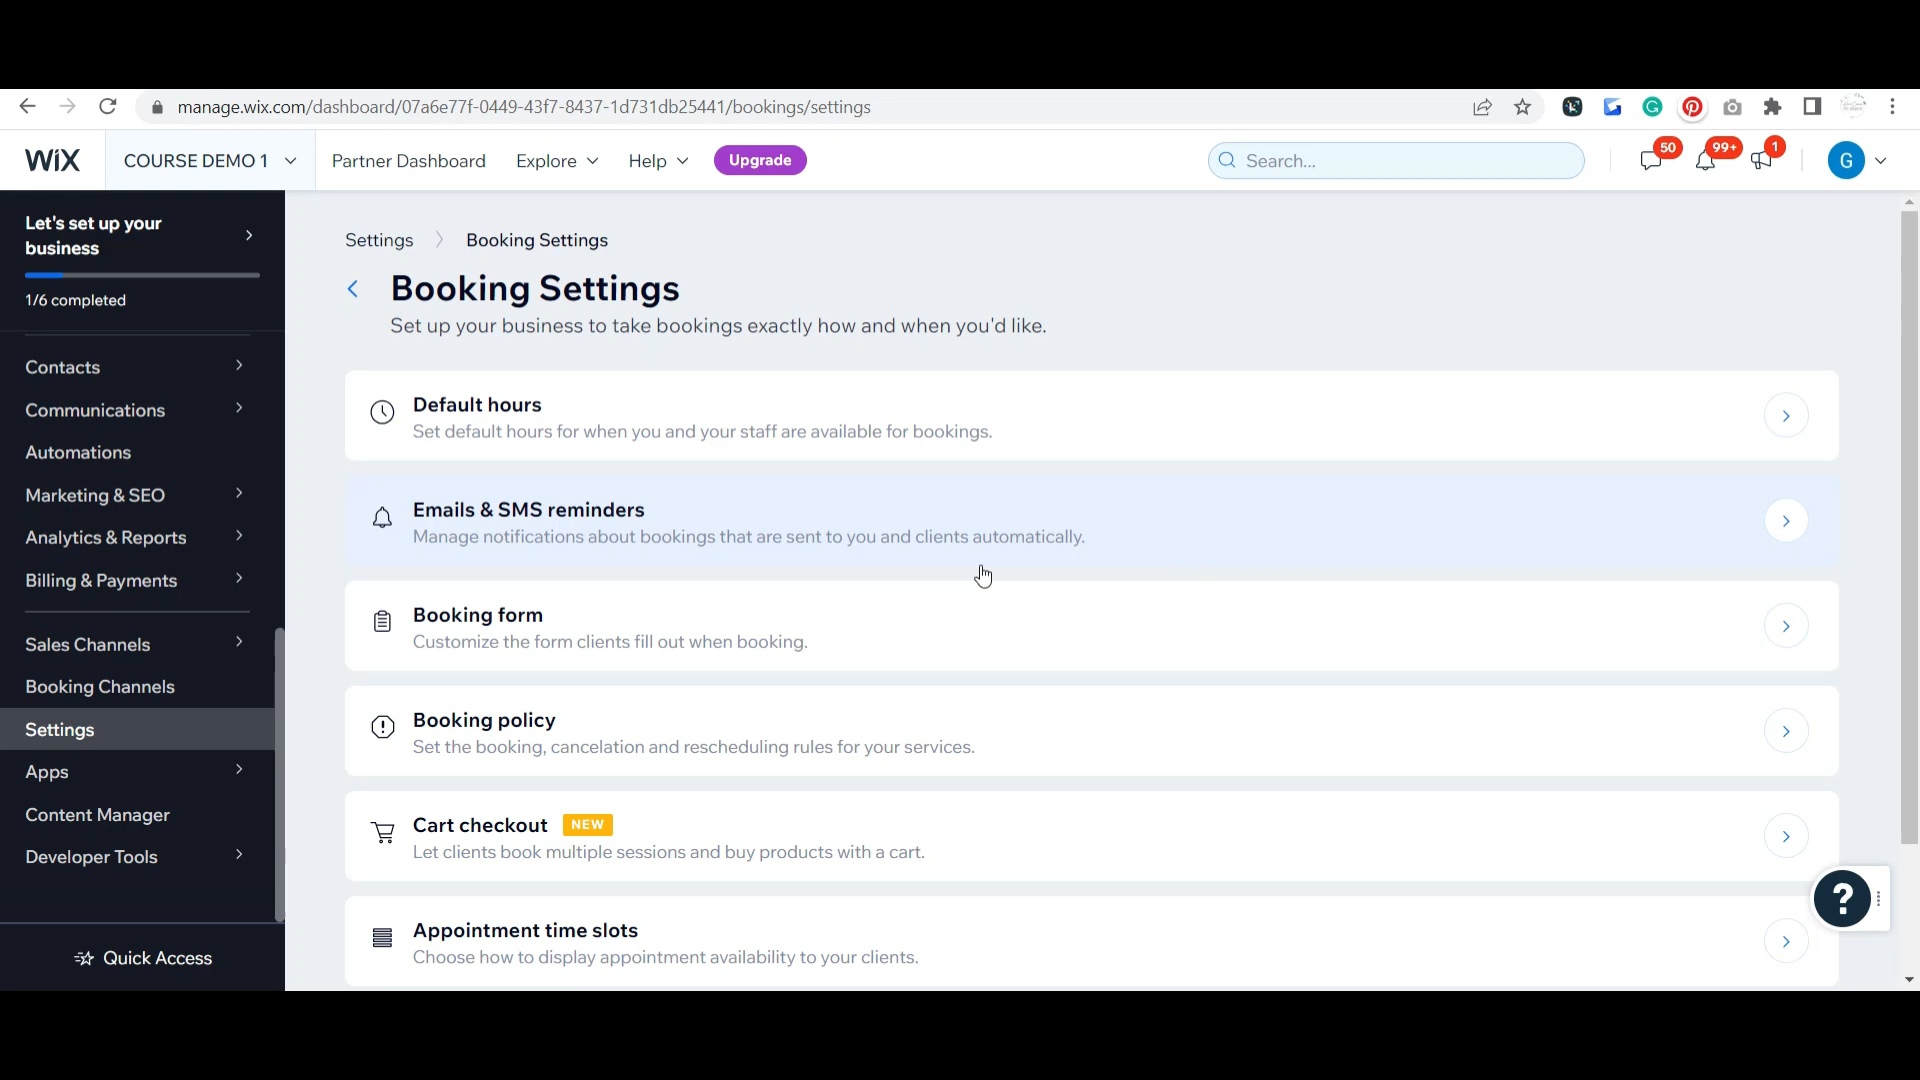 manage.wix.com/dashboard/07a6e77f-0449-43f7-8437-1d731db25441/bookings/settings
WIX
COURSE DEMO 1
Partner Dashboard
Explore
Help
Upgrade
Search...
50
99+
1
G
Let's set up your
business
1/6 completed
Contacts
Communications
Automations
Marketing & SEO
Analytics & Reports
Billing & Payments
Sales Channels
Booking Channels
Settings
Apps
Content Manager
Developer Tools
Quick Access
Settings > Booking Settings
Booking Settings
Set up your business to take bookings exactly how and when you'd like.
Default hours
Set default hours for when you and your staff are available for bookings.
Emails & SMS reminders
Manage notifications about bookings that are sent to you and clients automatically.
Booking form
Customize the form clients fill out when booking.
Booking policy
Set the booking, cancelation and rescheduling rules for your services.
Cart checkout NEW
Let clients book multiple sessions and buy products with a cart.
Appointment time slots
Choose how to display appointment availability to your clients.
?